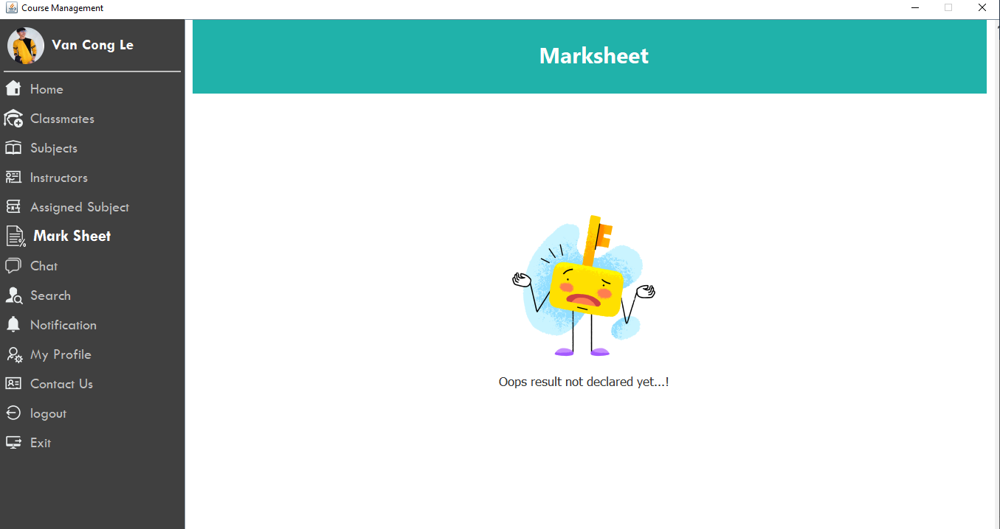 Course Management
Van Cong Le
Home
Classmates
Subjects
Instructors
Assigned Subject
Mark Sheet
Chat
Search
Notification
My Profile
Contact Us
logout
Exit
Marksheet
Oops result not declared yet...!